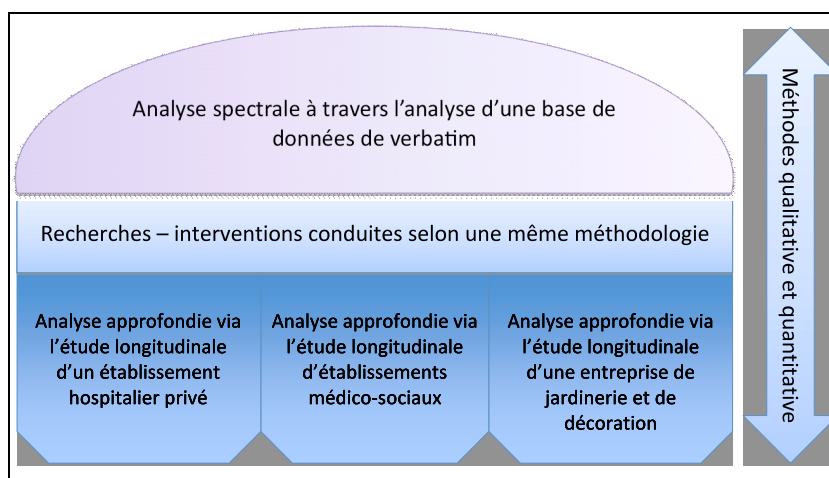 Analyse spectrale à travers l'analyse d'une base de
données de verbatim
Recherches – interventions conduites selon une même méthodologie
Analyse approfondie via
l'étude longitudinale
d'un établissement
hospitalier privé
Analyse approfondie via
l'étude longitudinale
d'établissements
médico-sociaux
Analyse approfondie via
l'étude longitudinale
d'une entreprise de
jardinerie et de
décoration
Méthodes qualitative et quantitative